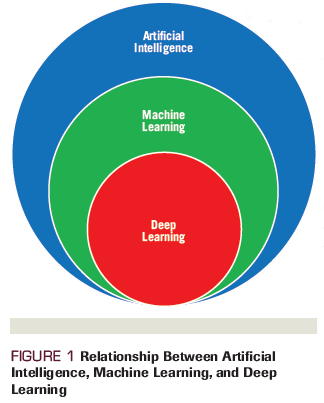 Artificial
Intelligence
Machine
Learning
Deep
Learning
FIGURE 1 Relationship Between Artificial
Intelligence, Machine Learning, and Deep
Learning